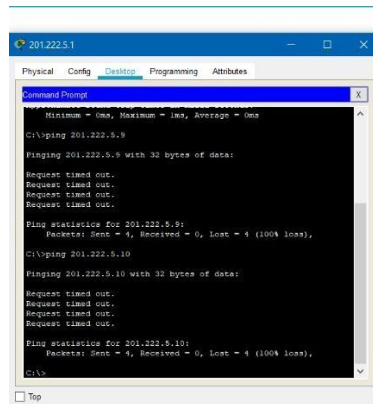 201.222.5.1
Physical Config Desktop Programming Attributes
Command Prompt X
Minimum = 0ms, Maximum = 1ms, Average = 0ms
C:\>ping 201.222.5.9
Pinging 201.222.5.9 with 32 bytes of data:
Request timed out.
Request timed out.
Request timed out.
Request timed out.
Ping statistics for 201.222.5.9:
Packets: Sent = 4, Received = 0, Lost = 4 (100% loss),
C:\>ping 201.222.5.10
Pinging 201.222.5.10 with 32 bytes of data:
Request timed out.
Request timed out.
Request timed out.
Request timed out.
Ping statistics for 201.222.5.10:
Packets: Sent = 4, Received = 0, Lost = 4 (100% loss),
C:\>
Top